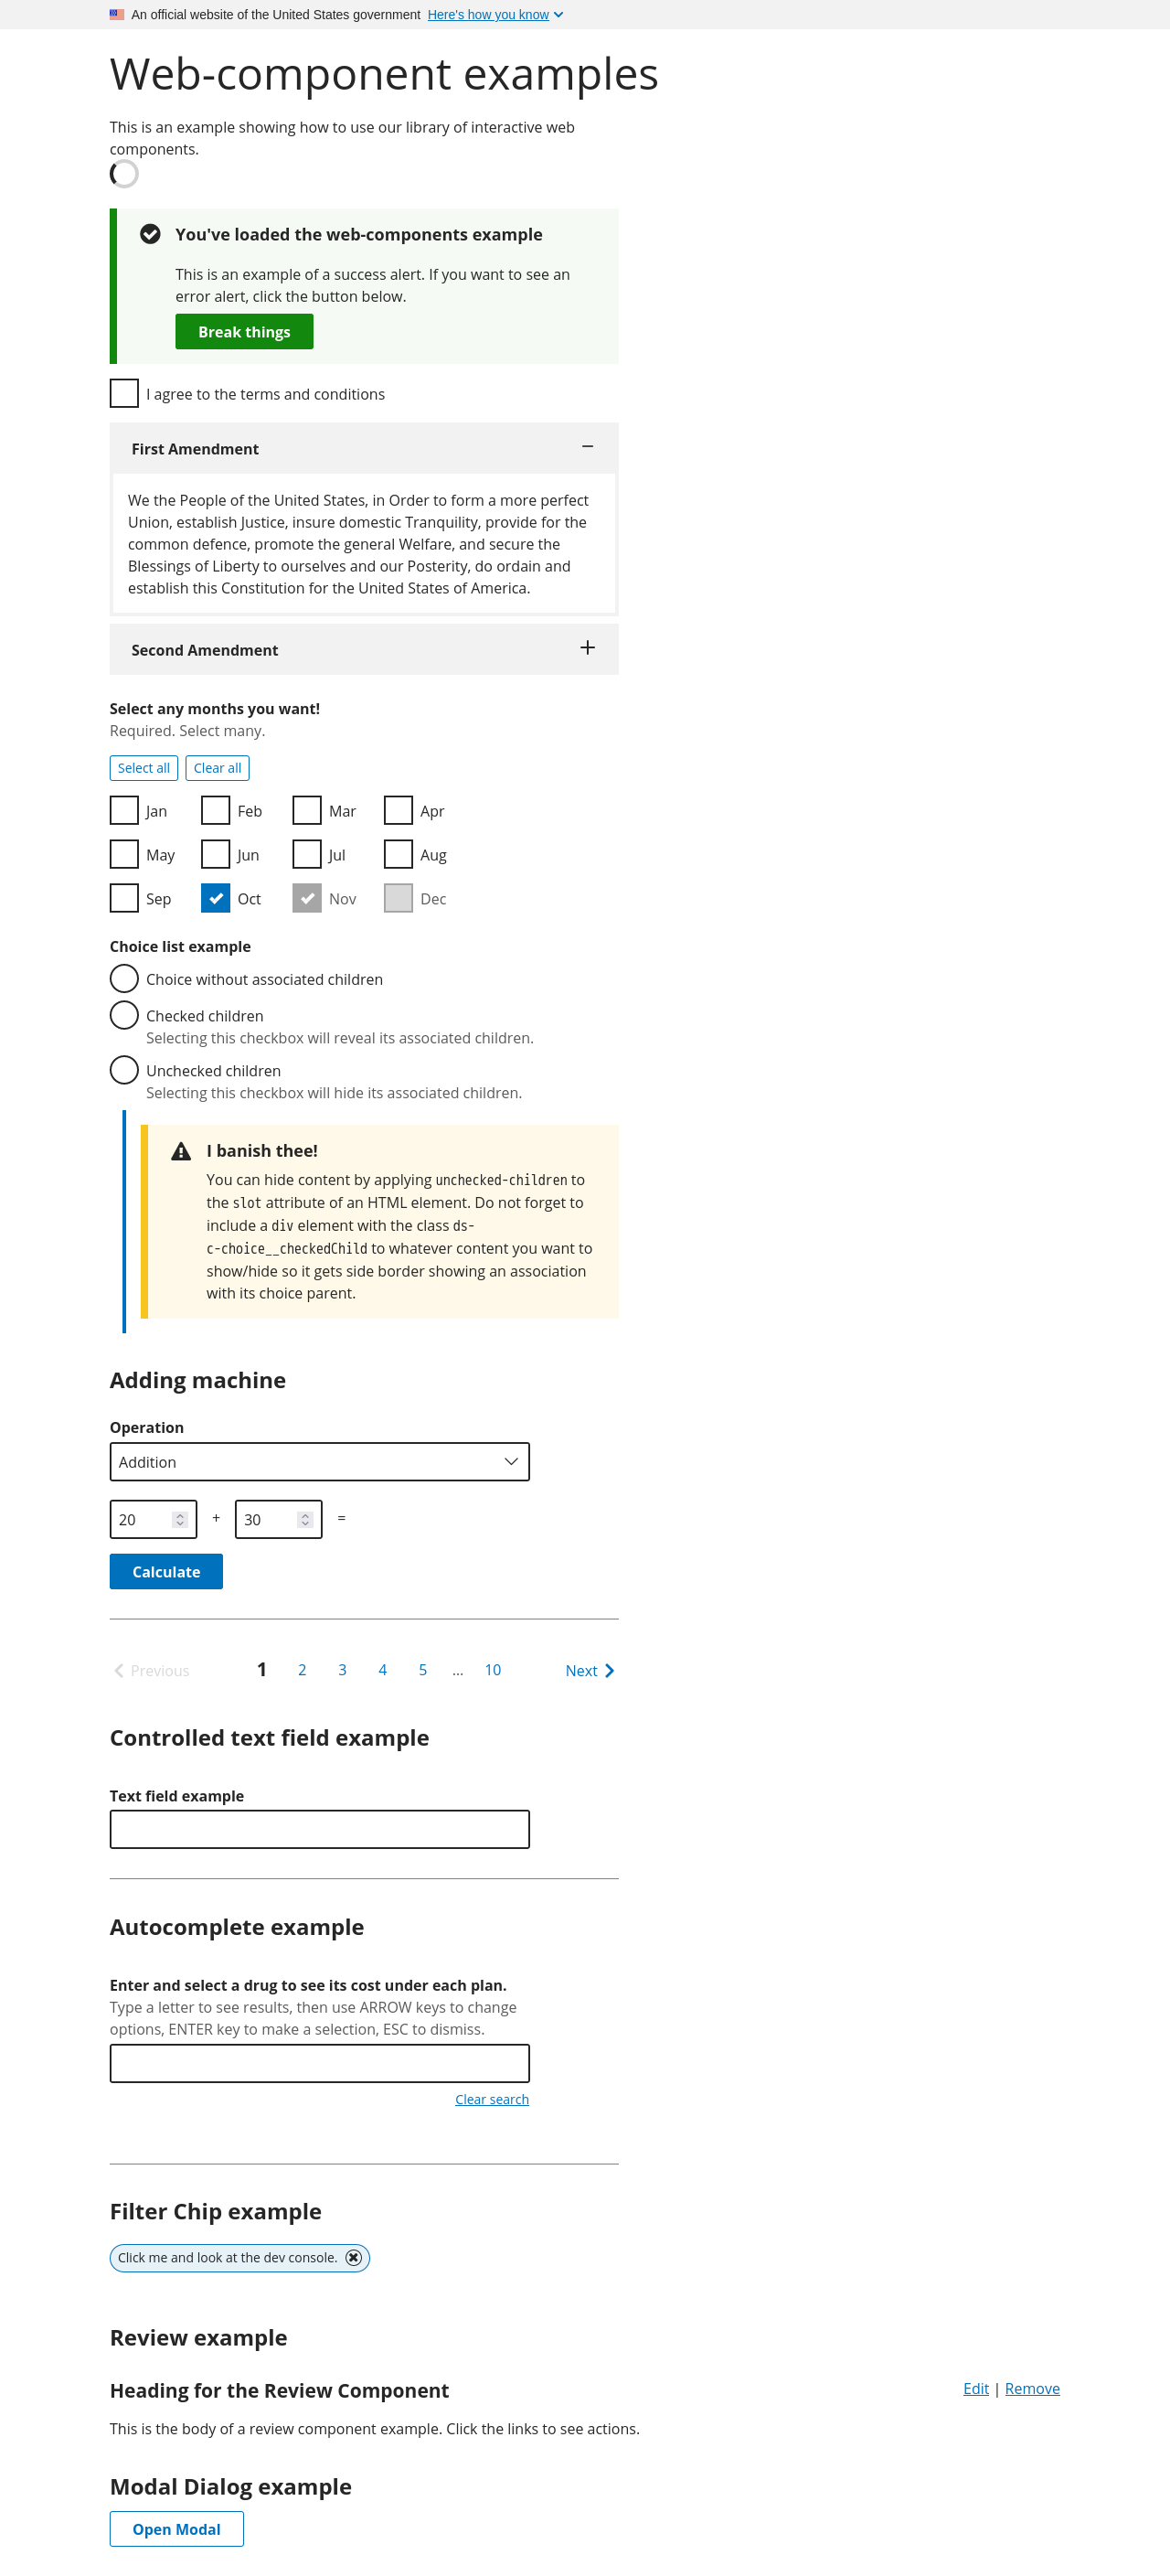 An official website of the United States government Here's how you know
Web-component examples
This is an example showing how to use our library of interactive web
components.
You've loaded the web-components example
This is an example of a success alert. If you want to see an
error alert, click the button below.
Break things
I agree to the terms and conditions
First Amendment
We the People of the United States, in Order to form a more perfect
Union, establish Justice, insure domestic Tranquility, provide for the
common defence, promote the general Welfare, and secure the
Blessings of Liberty to ourselves and our Posterity, do ordain and
establish this Constitution for the United States of America.
Second Amendment
Select any months you want!
Required. Select many.
Select all Clear all
Jan Feb Mar Apr
May Jun Jul Aug
Sep Oct Nov Dec
Choice list example
Choice without associated children
Checked children
Selecting this checkbox will reveal its associated children.
Unchecked children
Selecting this checkbox will hide its associated children.
I banish thee!
You can hide content by applying unchecked-children to
the slot attribute of an HTML element. Do not forget to
include a div element with the class ds-
c-choice__checkedChild to whatever content you want to
show/hide so it gets side border showing an association
with its choice parent.
Adding machine
Operation
Addition
20 + 30 =
Calculate
Previous 1 2 3 4 5 ... 10 Next
Controlled text field example
Text field example
Autocomplete example
Enter and select a drug to see its cost under each plan.
Type a letter to see results, then use ARROW keys to change
options, ENTER key to make a selection, ESC to dismiss.
Clear search
Filter Chip example
Click me and look at the dev console.
Review example
Heading for the Review Component Edit | Remove
This is the body of a review component example. Click the links to see actions.
Modal Dialog example
Open Modal